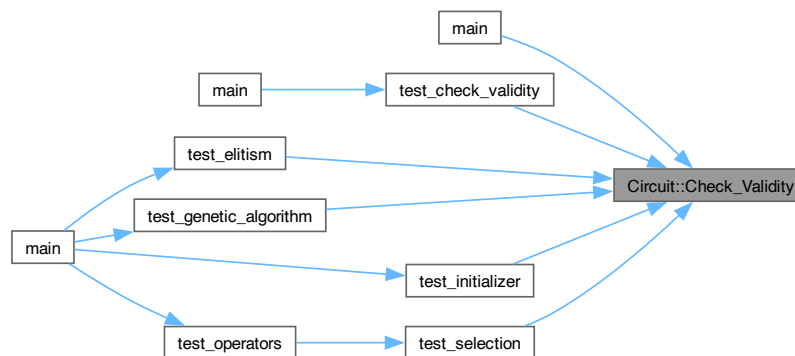 main
main
test_check_validity
test_elitism
Circuit::Check_Validity
test_genetic_algorithm
main
test_initializer
test_operators
test_selection